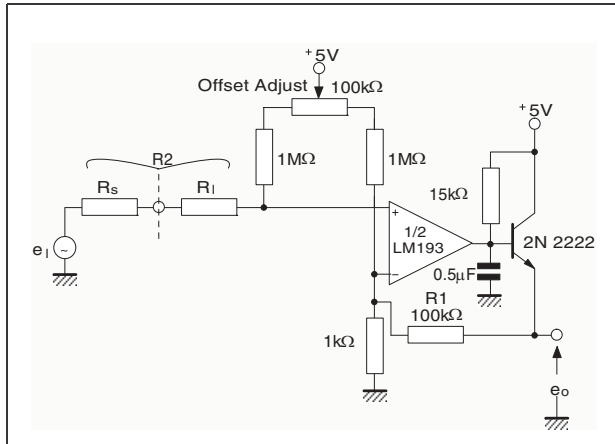 +5V
Offset Adjust
100kΩ
+5V
R2
1MΩ
1MΩ
15kΩ
Rs
Rl
+
1/2
LM193
2N 2222
el
~
−
0.5μF
R1
100kΩ
1kΩ
eo